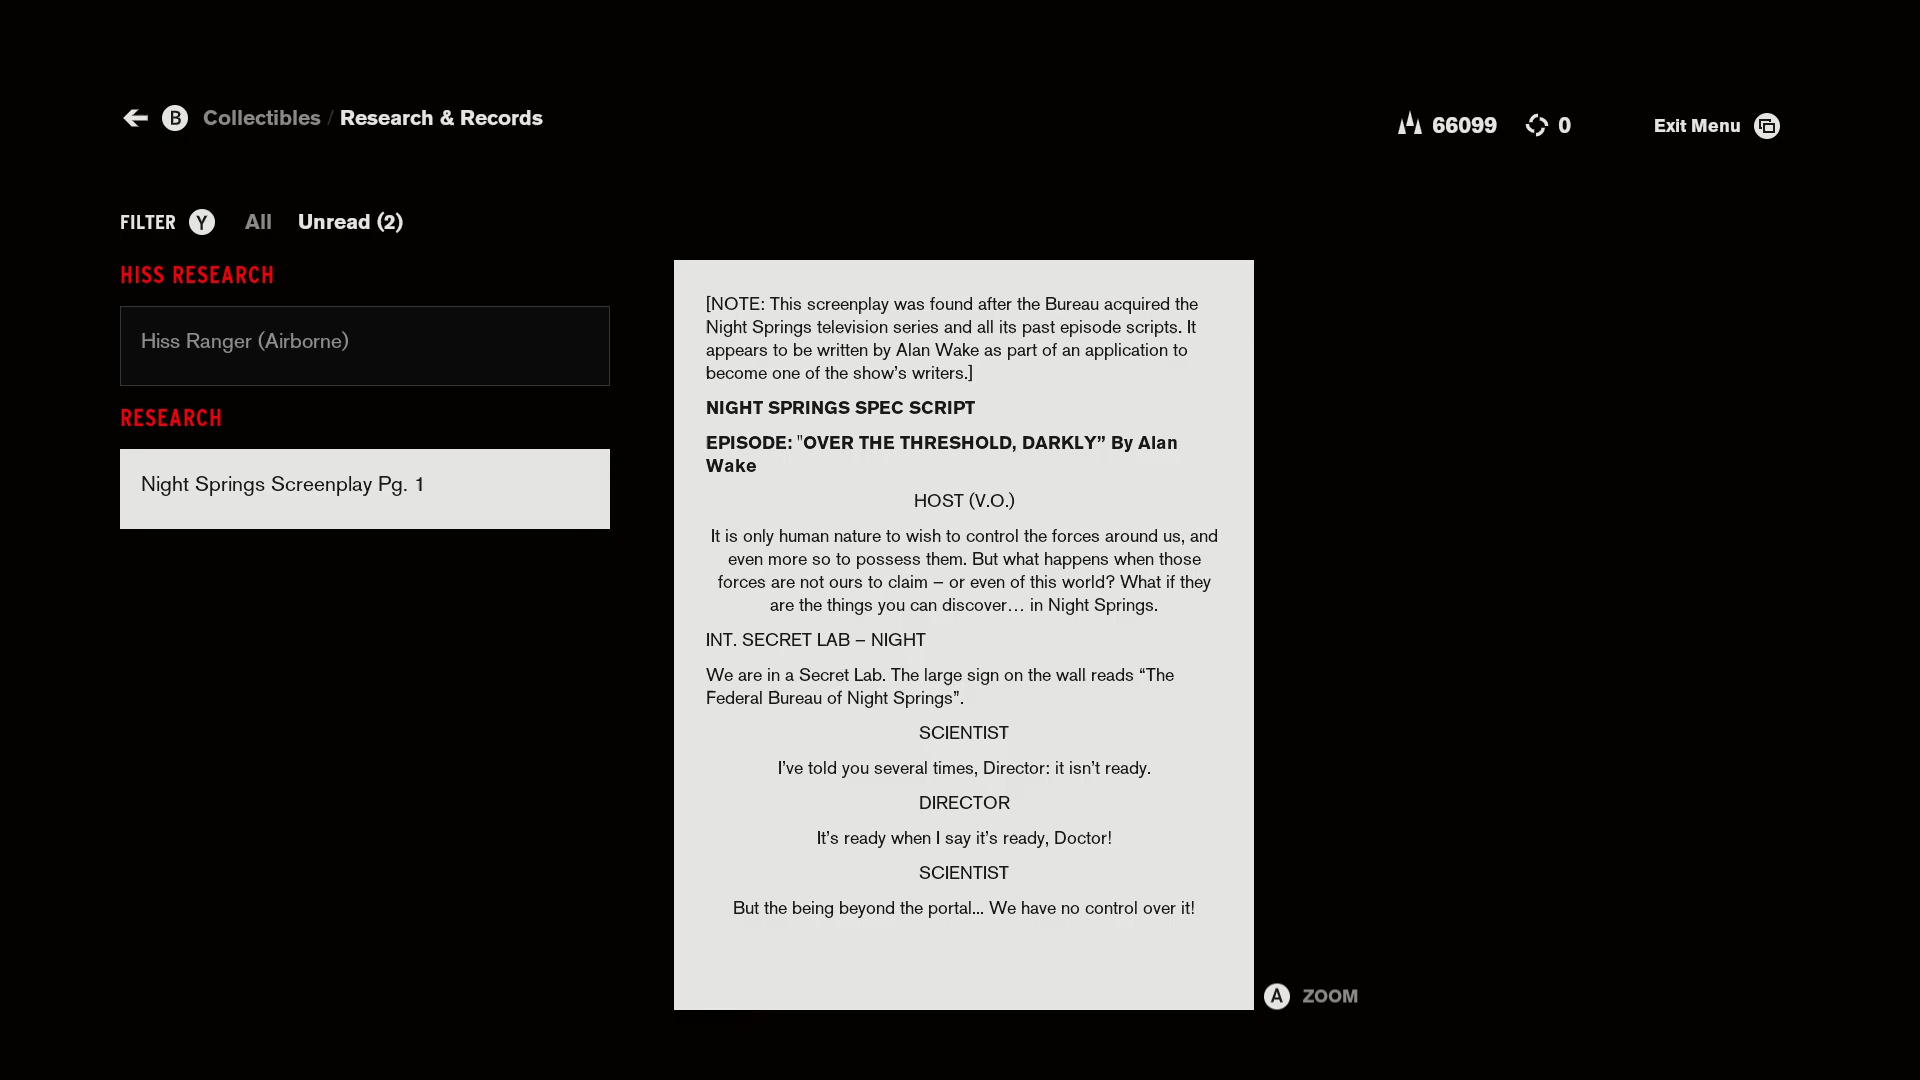 B Collectibles / Research & Records
66099 0 Exit Menu
FILTER Y All Unread (2)
HISS RESEARCH
Hiss Ranger (Airborne)
RESEARCH
Night Springs Screenplay Pg. 1
[NOTE: This screenplay was found after the Bureau acquired the
Night Springs television series and all its past episode scripts. It
appears to be written by Alan Wake as part of an application to
become one of the show’s writers.]
NIGHT SPRINGS SPEC SCRIPT
EPISODE: "OVER THE THRESHOLD, DARKLY” By Alan
Wake
HOST (V.O.)
It is only human nature to wish to control the forces around us, and
even more so to possess them. But what happens when those
forces are not ours to claim – or even of this world? What if they
are the things you can discover… in Night Springs.
INT. SECRET LAB – NIGHT
We are in a Secret Lab. The large sign on the wall reads “The
Federal Bureau of Night Springs”.
SCIENTIST
I’ve told you several times, Director: it isn’t ready.
DIRECTOR
It’s ready when I say it’s ready, Doctor!
SCIENTIST
But the being beyond the portal... We have no control over it!
A ZOOM